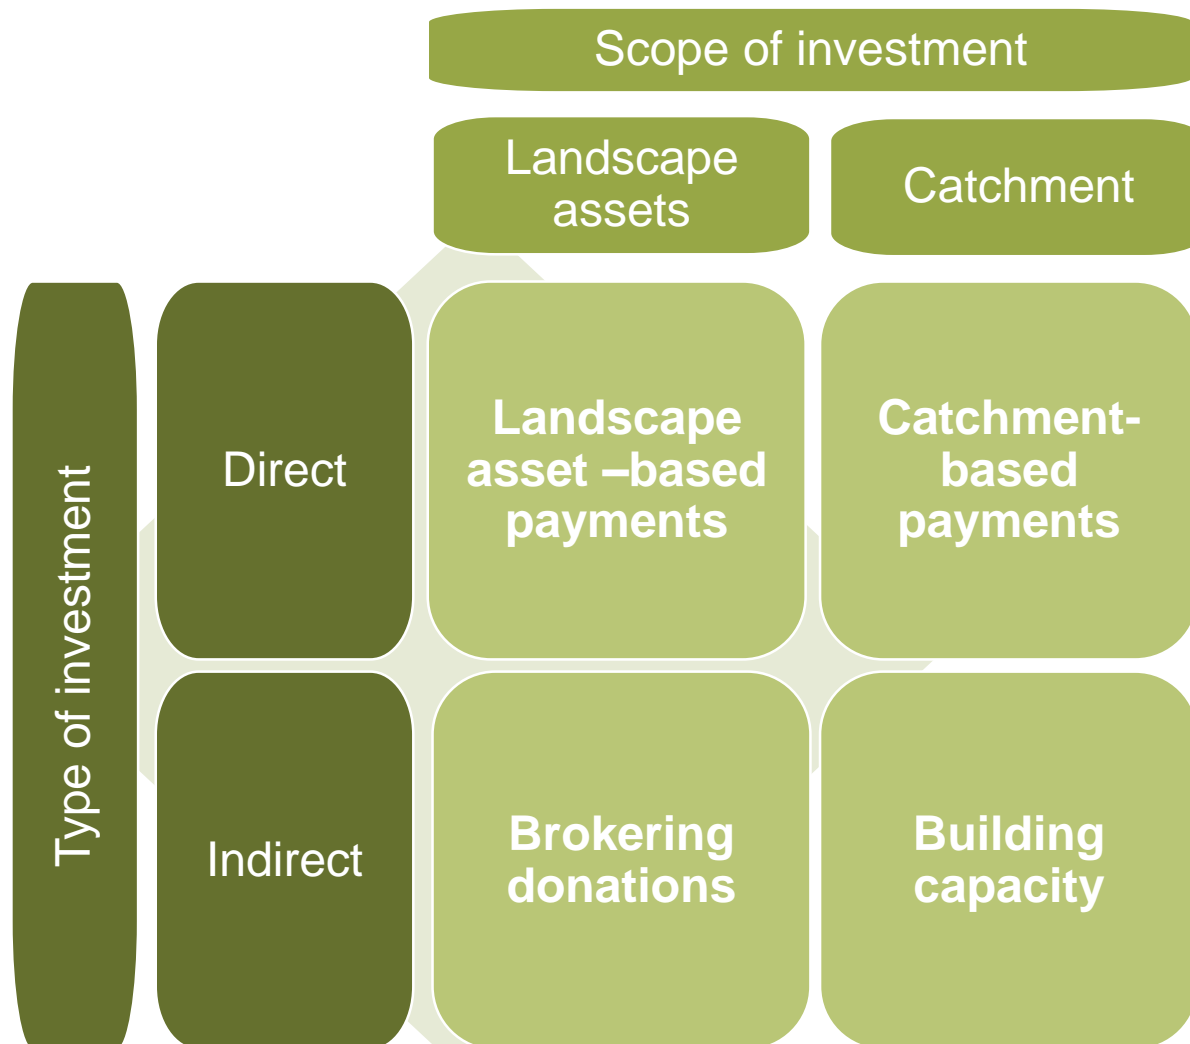 Scope of investment
Landscape
assets
Catchment
Type of investment
Direct
Landscape
asset –based
payments
Catchment-
based
payments
Indirect
Brokering
donations
Building
capacity